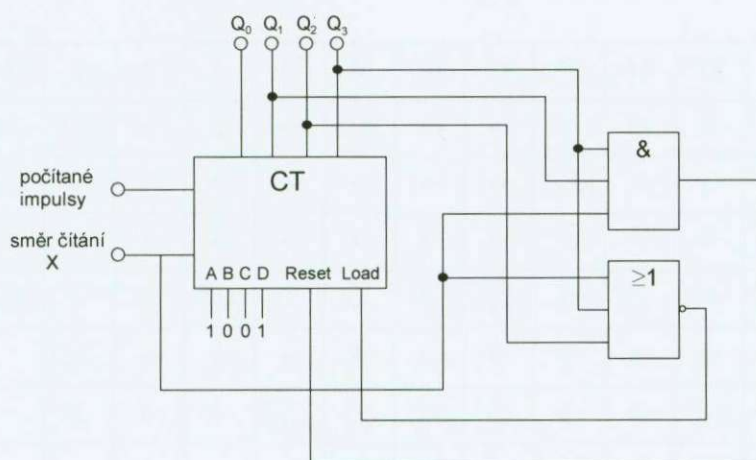 Q₀ Q₁ Q₂ Q₃
&
CT
počítané
impulsy
směr čítání
X
A B C D Reset Load
1 0 0 1
≥1